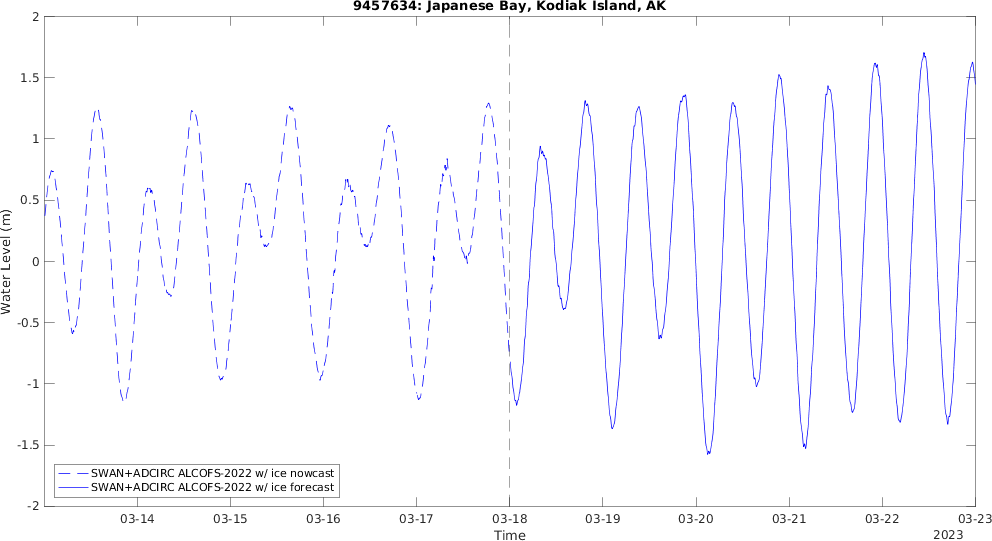 9457634: Japanese Bay, Kodiak Island, AK
Water Level (m)
2
1.5
1
0.5
0
-0.5
-1
-1.5
-2
SWAN+ADCIRC ALCOFS-2022 w/ ice nowcast
SWAN+ADCIRC ALCOFS-2022 w/ ice forecast
03-14 03-15 03-16 03-17 03-18 03-19 03-20 03-21 03-22 03-23
Time
2023